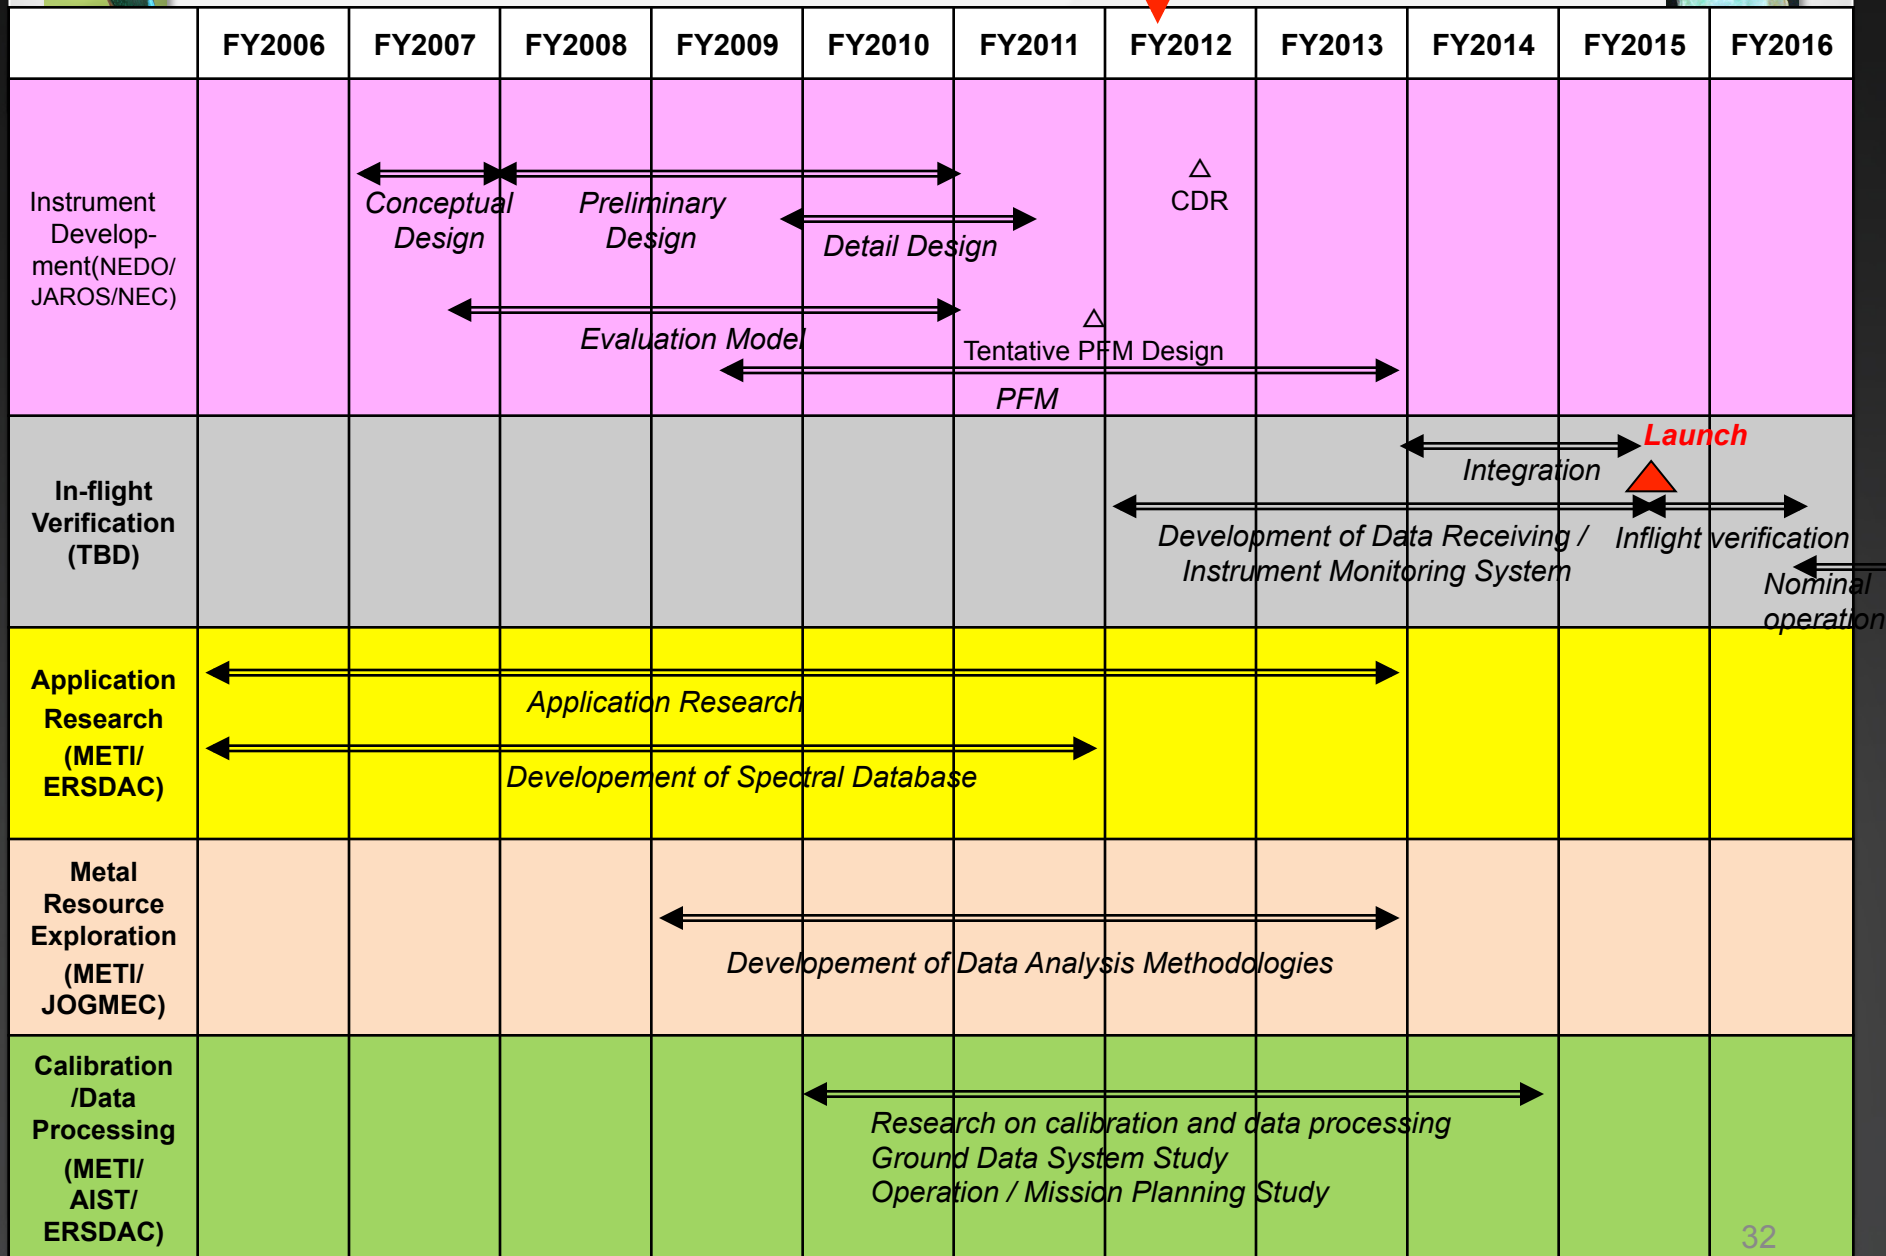 FY2006 FY2007 FY2008 FY2009 FY2010 FY2011 FY2012 FY2013 FY2014 FY2015 FY2016
Instrument
Develop-
ment(NEDO/
JAROS/NEC)
Conceptual
Design
Preliminary
Design
Detail Design
CDR
Evaluation Model
Tentative PFM Design
PFM
In-flight
Verification
(TBD)
Launch
Integration
Development of Data Receiving /
Instrument Monitoring System
Inflight verification
Nominal
operation
Application
Research
(METI/
ERSDAC)
Application Research
Developement of Spectral Database
Metal
Resource
Exploration
(METI/
JOGMEC)
Developement of Data Analysis Methodologies
Calibration
/Data
Processing
(METI/
AIST/
ERSDAC)
Research on calibration and data processing
Ground Data System Study
Operation / Mission Planning Study
32